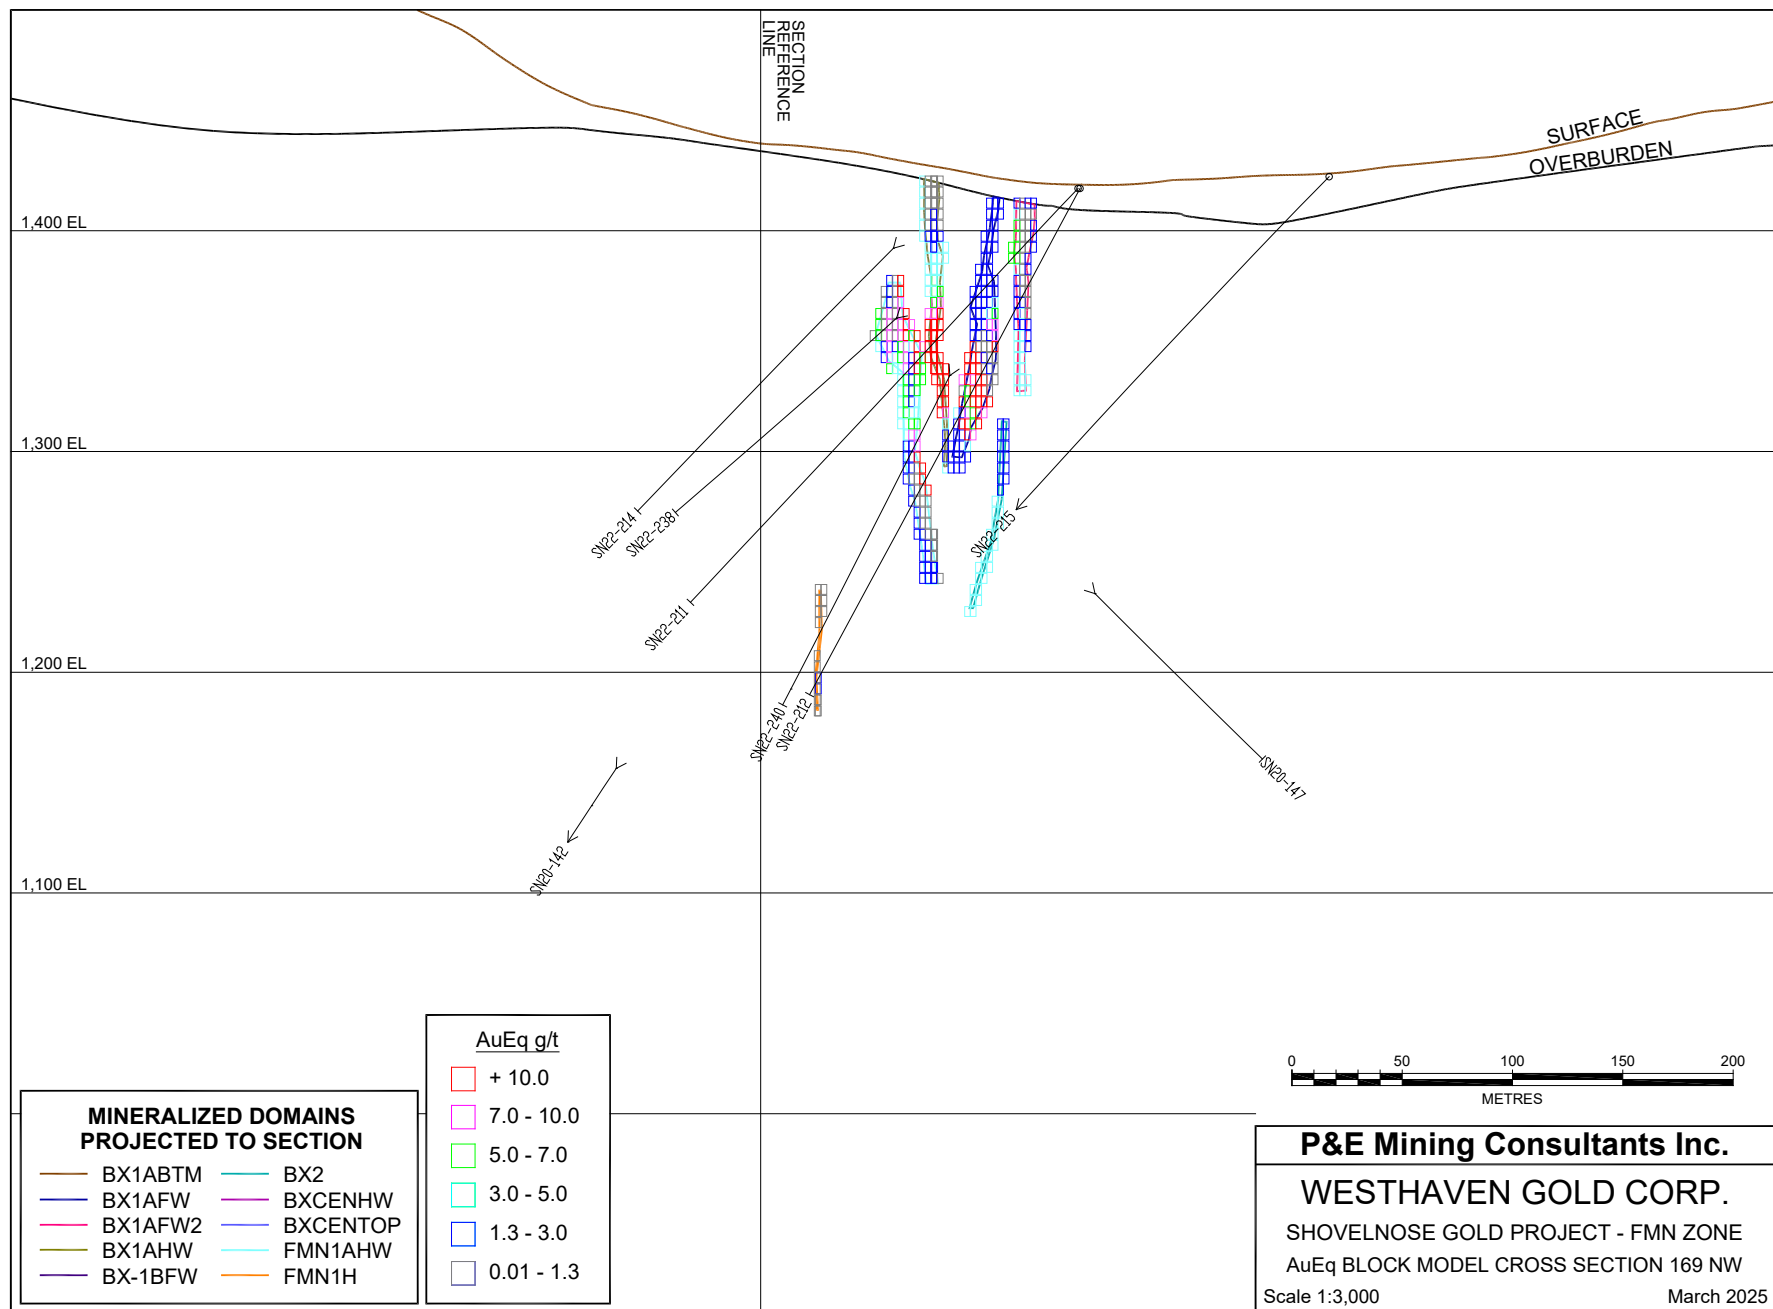 SECTION
REFERENCE
LINE
SURFACE
OVERBURDEN
1,400 EL
1,300 EL
1,200 EL
1,100 EL
SN22-214
SN22-238
SN22-211
SN22-215
SN22-240
SN22-212
SN20-147
SN20-142
MINERALIZED DOMAINS
PROJECTED TO SECTION
BX1ABTM
BX1AFW
BX1AFW2
BX1AHW
BX-1BFW
BX2
BXCENHW
BXCENTOP
FMN1AHW
FMN1H
AuEq g/t
+ 10.0
7.0 - 10.0
5.0 - 7.0
3.0 - 5.0
1.3 - 3.0
0.01 - 1.3
0 50 100 150 200
METRES
P&E Mining Consultants Inc.
WESTHAVEN GOLD CORP.
SHOVELNOSE GOLD PROJECT - FMN ZONE
AuEq BLOCK MODEL CROSS SECTION 169 NW
Scale 1:3,000 March 2025